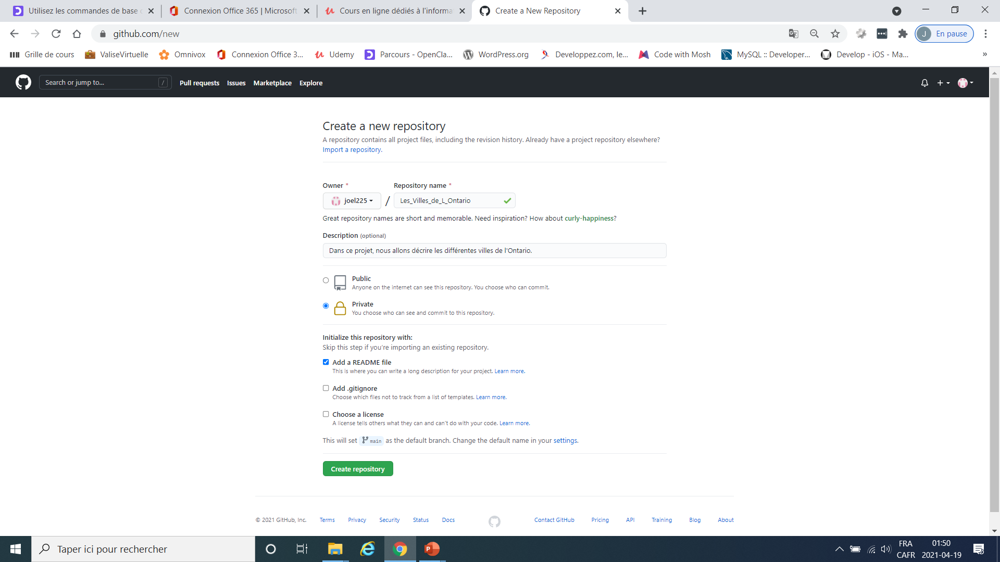 Utilisez les commandes de base d
Connexion Office 365 | Microsoft
Cours en ligne dédiés à l'informa
Create a New Repository
github.com/new
J En pause
Grille de cours
ValiseVirtuelle
Omnivox
Connexion Office 3...
Udemy
Parcours - OpenCla...
WordPress.org
Developpez.com, le...
Code with Mosh
MySQL :: Developer...
Develop - iOS - Ma...
»
Search or jump to... /
Pull requests
Issues
Marketplace
Explore
Create a new repository
A repository contains all project files, including the revision history. Already have a project repository elsewhere?
Import a repository.
Owner *
Repository name *
joel225
/
Les_Villes_de_L_Ontario
Great repository names are short and memorable. Need inspiration? How about curly-happiness?
Description (optional)
Dans ce projet, nous allons décrire les différentes villes de l'Ontario.
Public
Anyone on the internet can see this repository. You choose who can commit.
Private
You choose who can see and commit to this repository.
Initialize this repository with:
Skip this step if you're importing an existing repository.
Add a README file
This is where you can write a long description for your project. Learn more.
Add .gitignore
Choose which files not to track from a list of templates. Learn more.
Choose a license
A license tells others what they can and can't do with your code. Learn more.
This will set main as the default branch. Change the default name in your settings.
Create repository
© 2021 GitHub, Inc.
Terms
Privacy
Security
Status
Docs
Contact GitHub
Pricing
API
Training
Blog
About
Taper ici pour rechercher
FRA
CAFR
01:50
2021-04-19